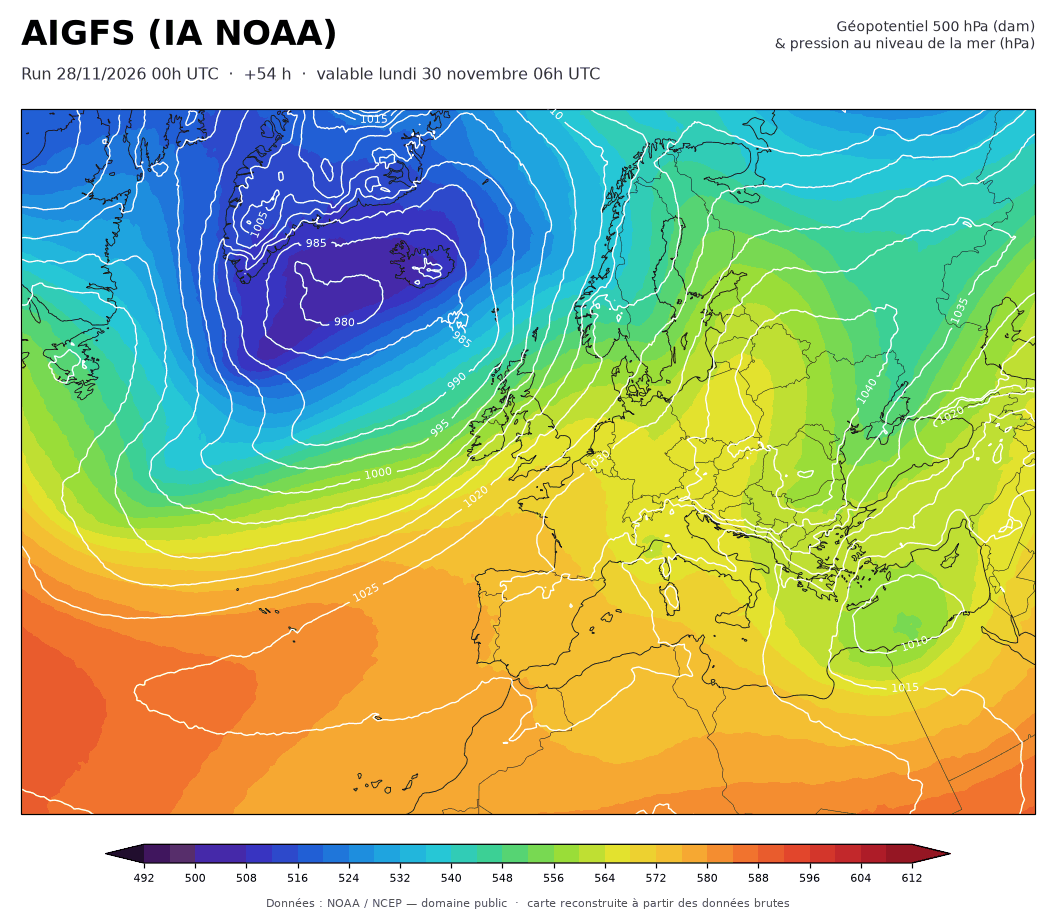 AIGFS (IA NOAA)
Géopotentiel 500 hPa (dam)
& pression au niveau de la mer (hPa)
Run 28/11/2026 00h UTC · +54 h · valable lundi 30 novembre 06h UTC
1015
10
1005
985
980
985
990
995
1000
1020
1030
1025
1035
1040
1020
1010
1015
492 500 508 516 524 532 540 548 556 564 572 580 588 596 604 612
Données : NOAA / NCEP — domaine public · carte reconstruite à partir des données brutes